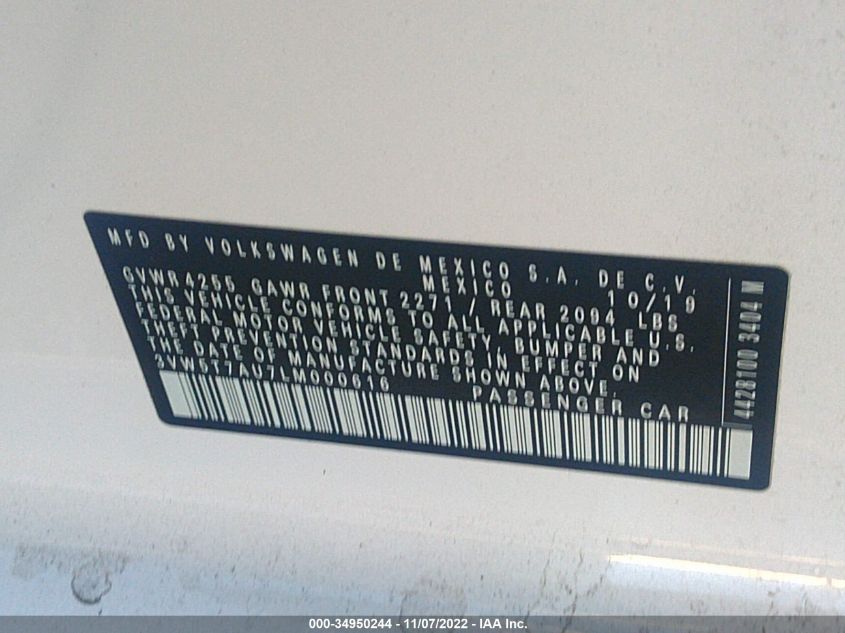 MFD BY VOLKSWAGEN DE MEXICO S.A. DE C.V.
MEXICO 10/19
GVWR4255 GAWR FRONT 2271 / REAR 2094 LBS
THIS VEHICLE CONFORMS TO ALL APPLICABLE U.S.
FEDERAL MOTOR VEHICLE SAFETY, BUMPER AND
THEFT PREVENTION STANDARDS IN EFFECT ON
THE DATE OF MANUFACTURE SHOWN ABOVE.
3VW5T7AU7LM000616 PASSENGER CAR
4428100 3404 M
000-34950244 - 11/07/2022 - IAA Inc.